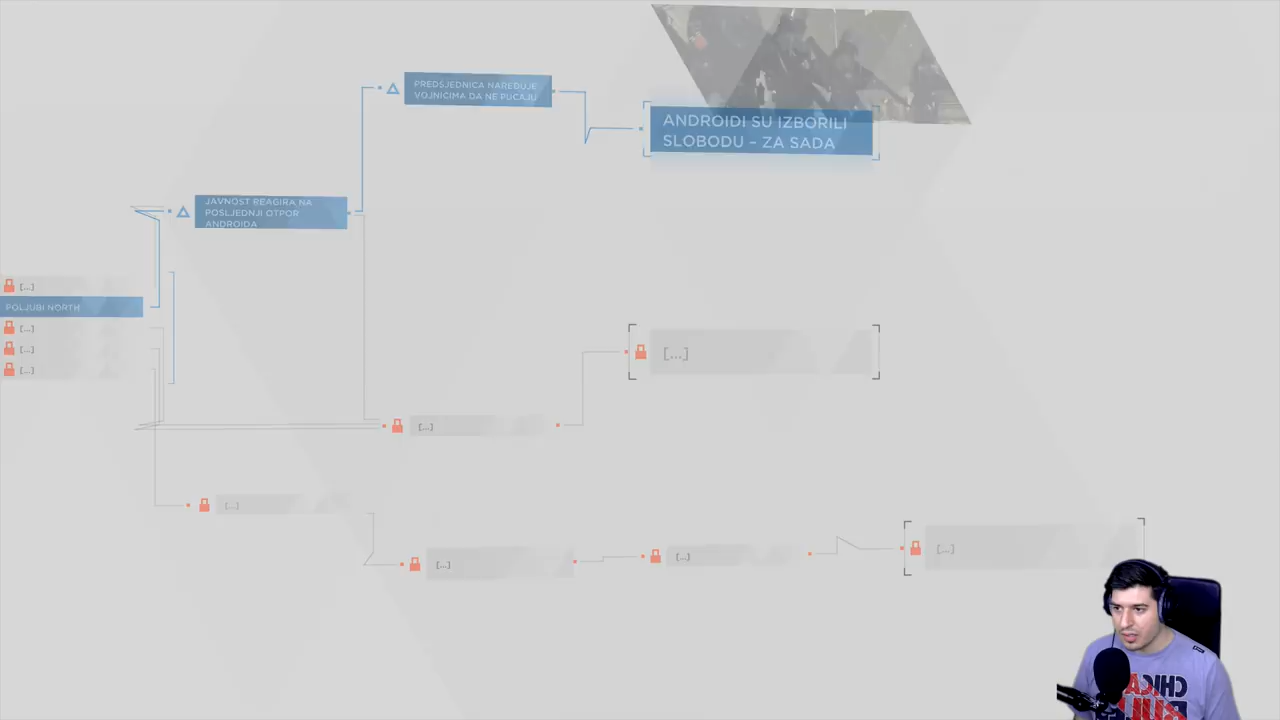 PREDSJEDNICA NAREĐUJE
VOJNICIMA DA NE PUCAJU
ANDROIDI SU IZBORILI
SLOBODU - ZA SADA
JAVNOST REAGIRA NA
POSLJEDNJI OTPOR
ANDROIDA
[...]
POLJUBI NORTH
[...]
[...]
[...]
[...]
[...]
[...]
[...]
[...]
[...]